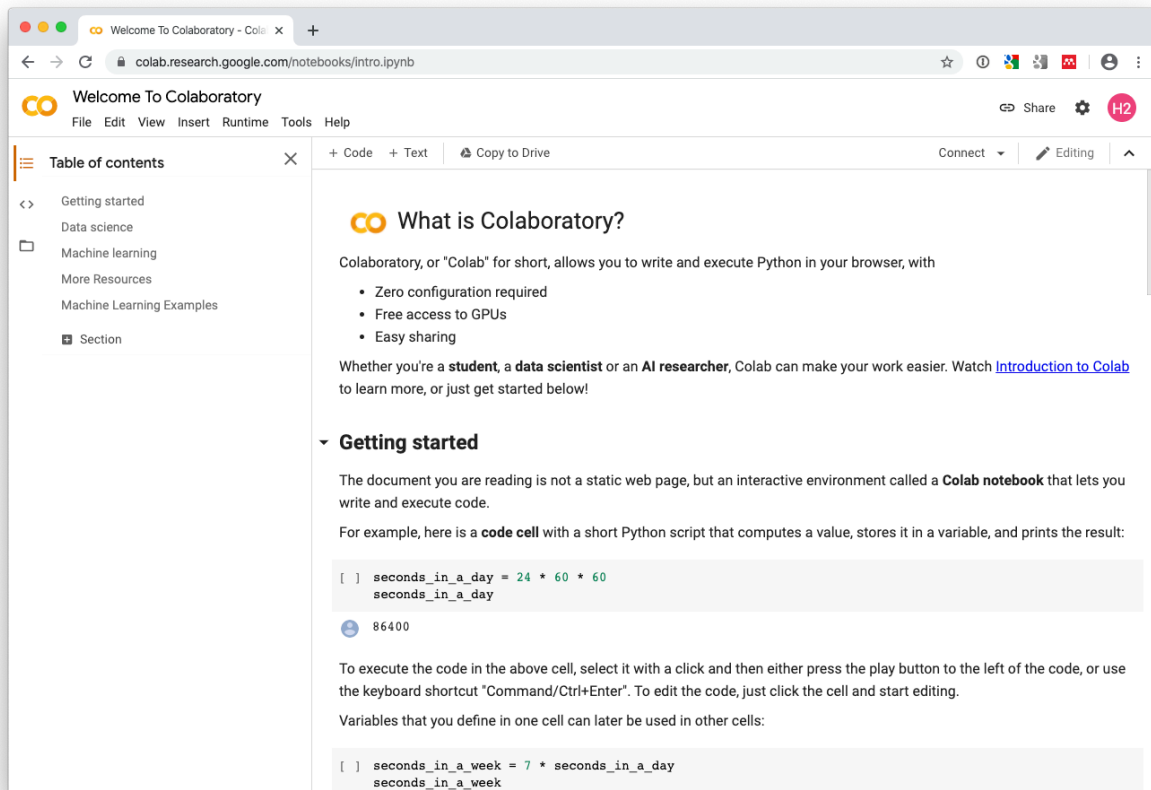 Welcome To Colaboratory - Cola
colab.research.google.com/notebooks/intro.ipynb
Welcome To Colaboratory
File Edit View Insert Runtime Tools Help
Share
H2
Table of contents
+ Code + Text Copy to Drive
Connect Editing
Getting started
Data science
Machine learning
More Resources
Machine Learning Examples
Section
What is Colaboratory?
Colaboratory, or "Colab" for short, allows you to write and execute Python in your browser, with
• Zero configuration required
• Free access to GPUs
• Easy sharing
Whether you're a student, a data scientist or an AI researcher, Colab can make your work easier. Watch Introduction to Colab
to learn more, or just get started below!
Getting started
The document you are reading is not a static web page, but an interactive environment called a Colab notebook that lets you
write and execute code.
For example, here is a code cell with a short Python script that computes a value, stores it in a variable, and prints the result:
[ ] seconds_in_a_day = 24 * 60 * 60
seconds_in_a_day
86400
To execute the code in the above cell, select it with a click and then either press the play button to the left of the code, or use
the keyboard shortcut "Command/Ctrl+Enter". To edit the code, just click the cell and start editing.
Variables that you define in one cell can later be used in other cells:
[ ] seconds_in_a_week = 7 * seconds_in_a_day
seconds_in_a_week